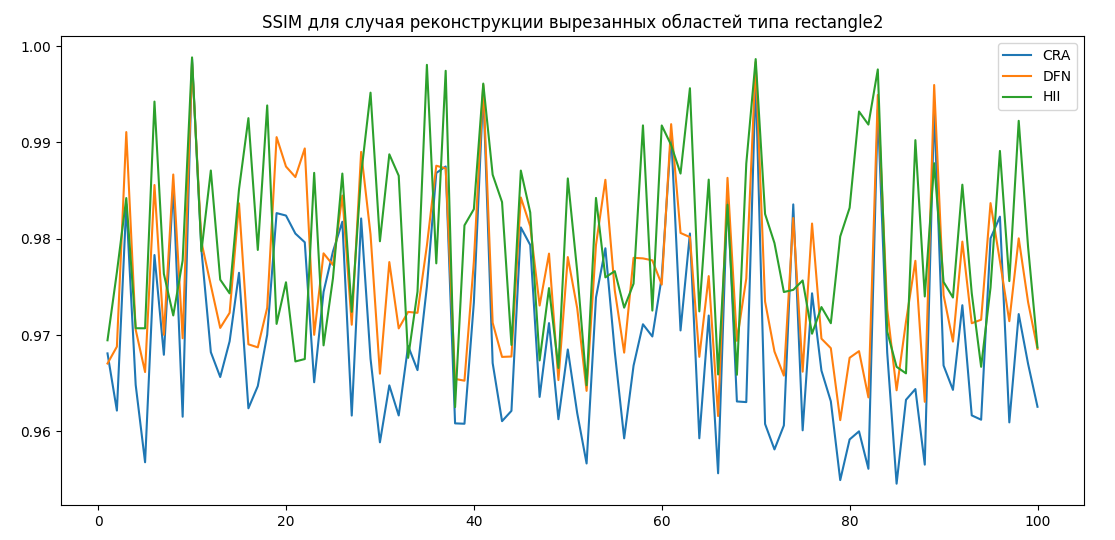 SSIM для случая реконструкции вырезанных областей типа rectangle2
1.00
0.99
0.98
0.97
0.96
0
20
40
60
80
100
CRA
DFN
HII